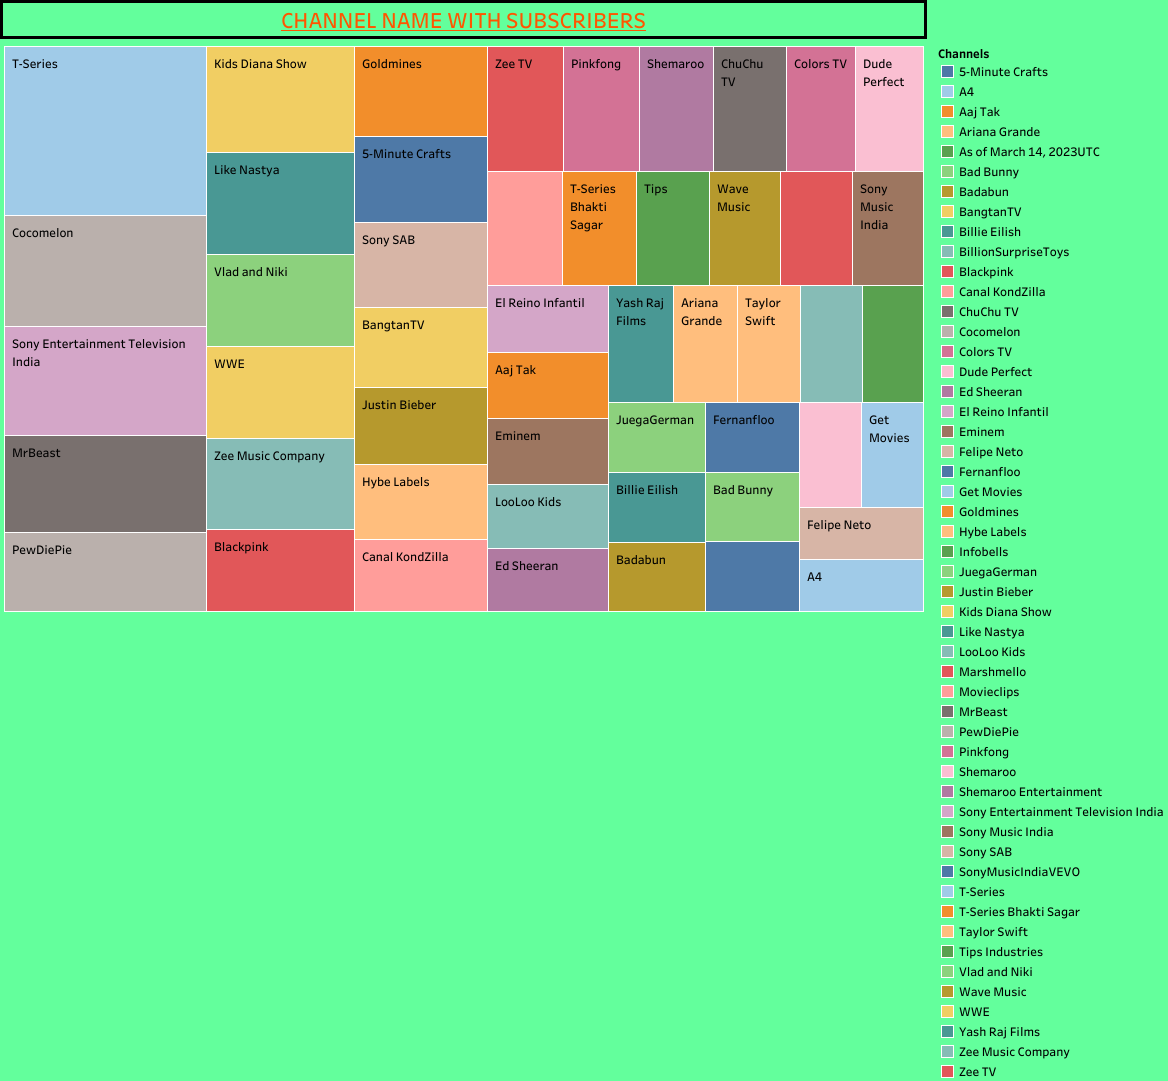 CHANNEL NAME WITH SUBSCRIBERS
T-Series
Cocomelon
Sony Entertainment Television
India
MrBeast
PewDiePie
Kids Diana Show
Like Nastya
Vlad and Niki
WWE
Zee Music Company
Blackpink
Goldmines
5-Minute Crafts
Sony SAB
BangtanTV
Justin Bieber
Hybe Labels
Canal KondZilla
Zee TV
Pinkfong
Shemaroo
ChuChu
TV
Colors TV
Dude
Perfect
T-Series
Bhakti
Sagar
Tips
Wave
Music
Sony
Music
India
El Reino Infantil
Aaj Tak
Eminem
LooLoo Kids
Ed Sheeran
Yash Raj
Films
Ariana
Grande
Taylor
Swift
JuegaGerman
Fernanfloo
Get
Movies
Billie Eilish
Bad Bunny
Badabun
Felipe Neto
A4
Channels
5-Minute Crafts
A4
Aaj Tak
Ariana Grande
As of March 14, 2023UTC
Bad Bunny
Badabun
BangtanTV
Billie Eilish
BillionSurpriseToys
Blackpink
Canal KondZilla
ChuChu TV
Cocomelon
Colors TV
Dude Perfect
Ed Sheeran
El Reino Infantil
Eminem
Felipe Neto
Fernanfloo
Get Movies
Goldmines
Hybe Labels
Infobells
JuegaGerman
Justin Bieber
Kids Diana Show
Like Nastya
LooLoo Kids
Marshmello
Movieclips
MrBeast
PewDiePie
Pinkfong
Shemaroo
Shemaroo Entertainment
Sony Entertainment Television India
Sony Music India
Sony SAB
SonyMusicIndiaVEVO
T-Series
T-Series Bhakti Sagar
Taylor Swift
Tips Industries
Vlad and Niki
Wave Music
WWE
Yash Raj Films
Zee Music Company
Zee TV